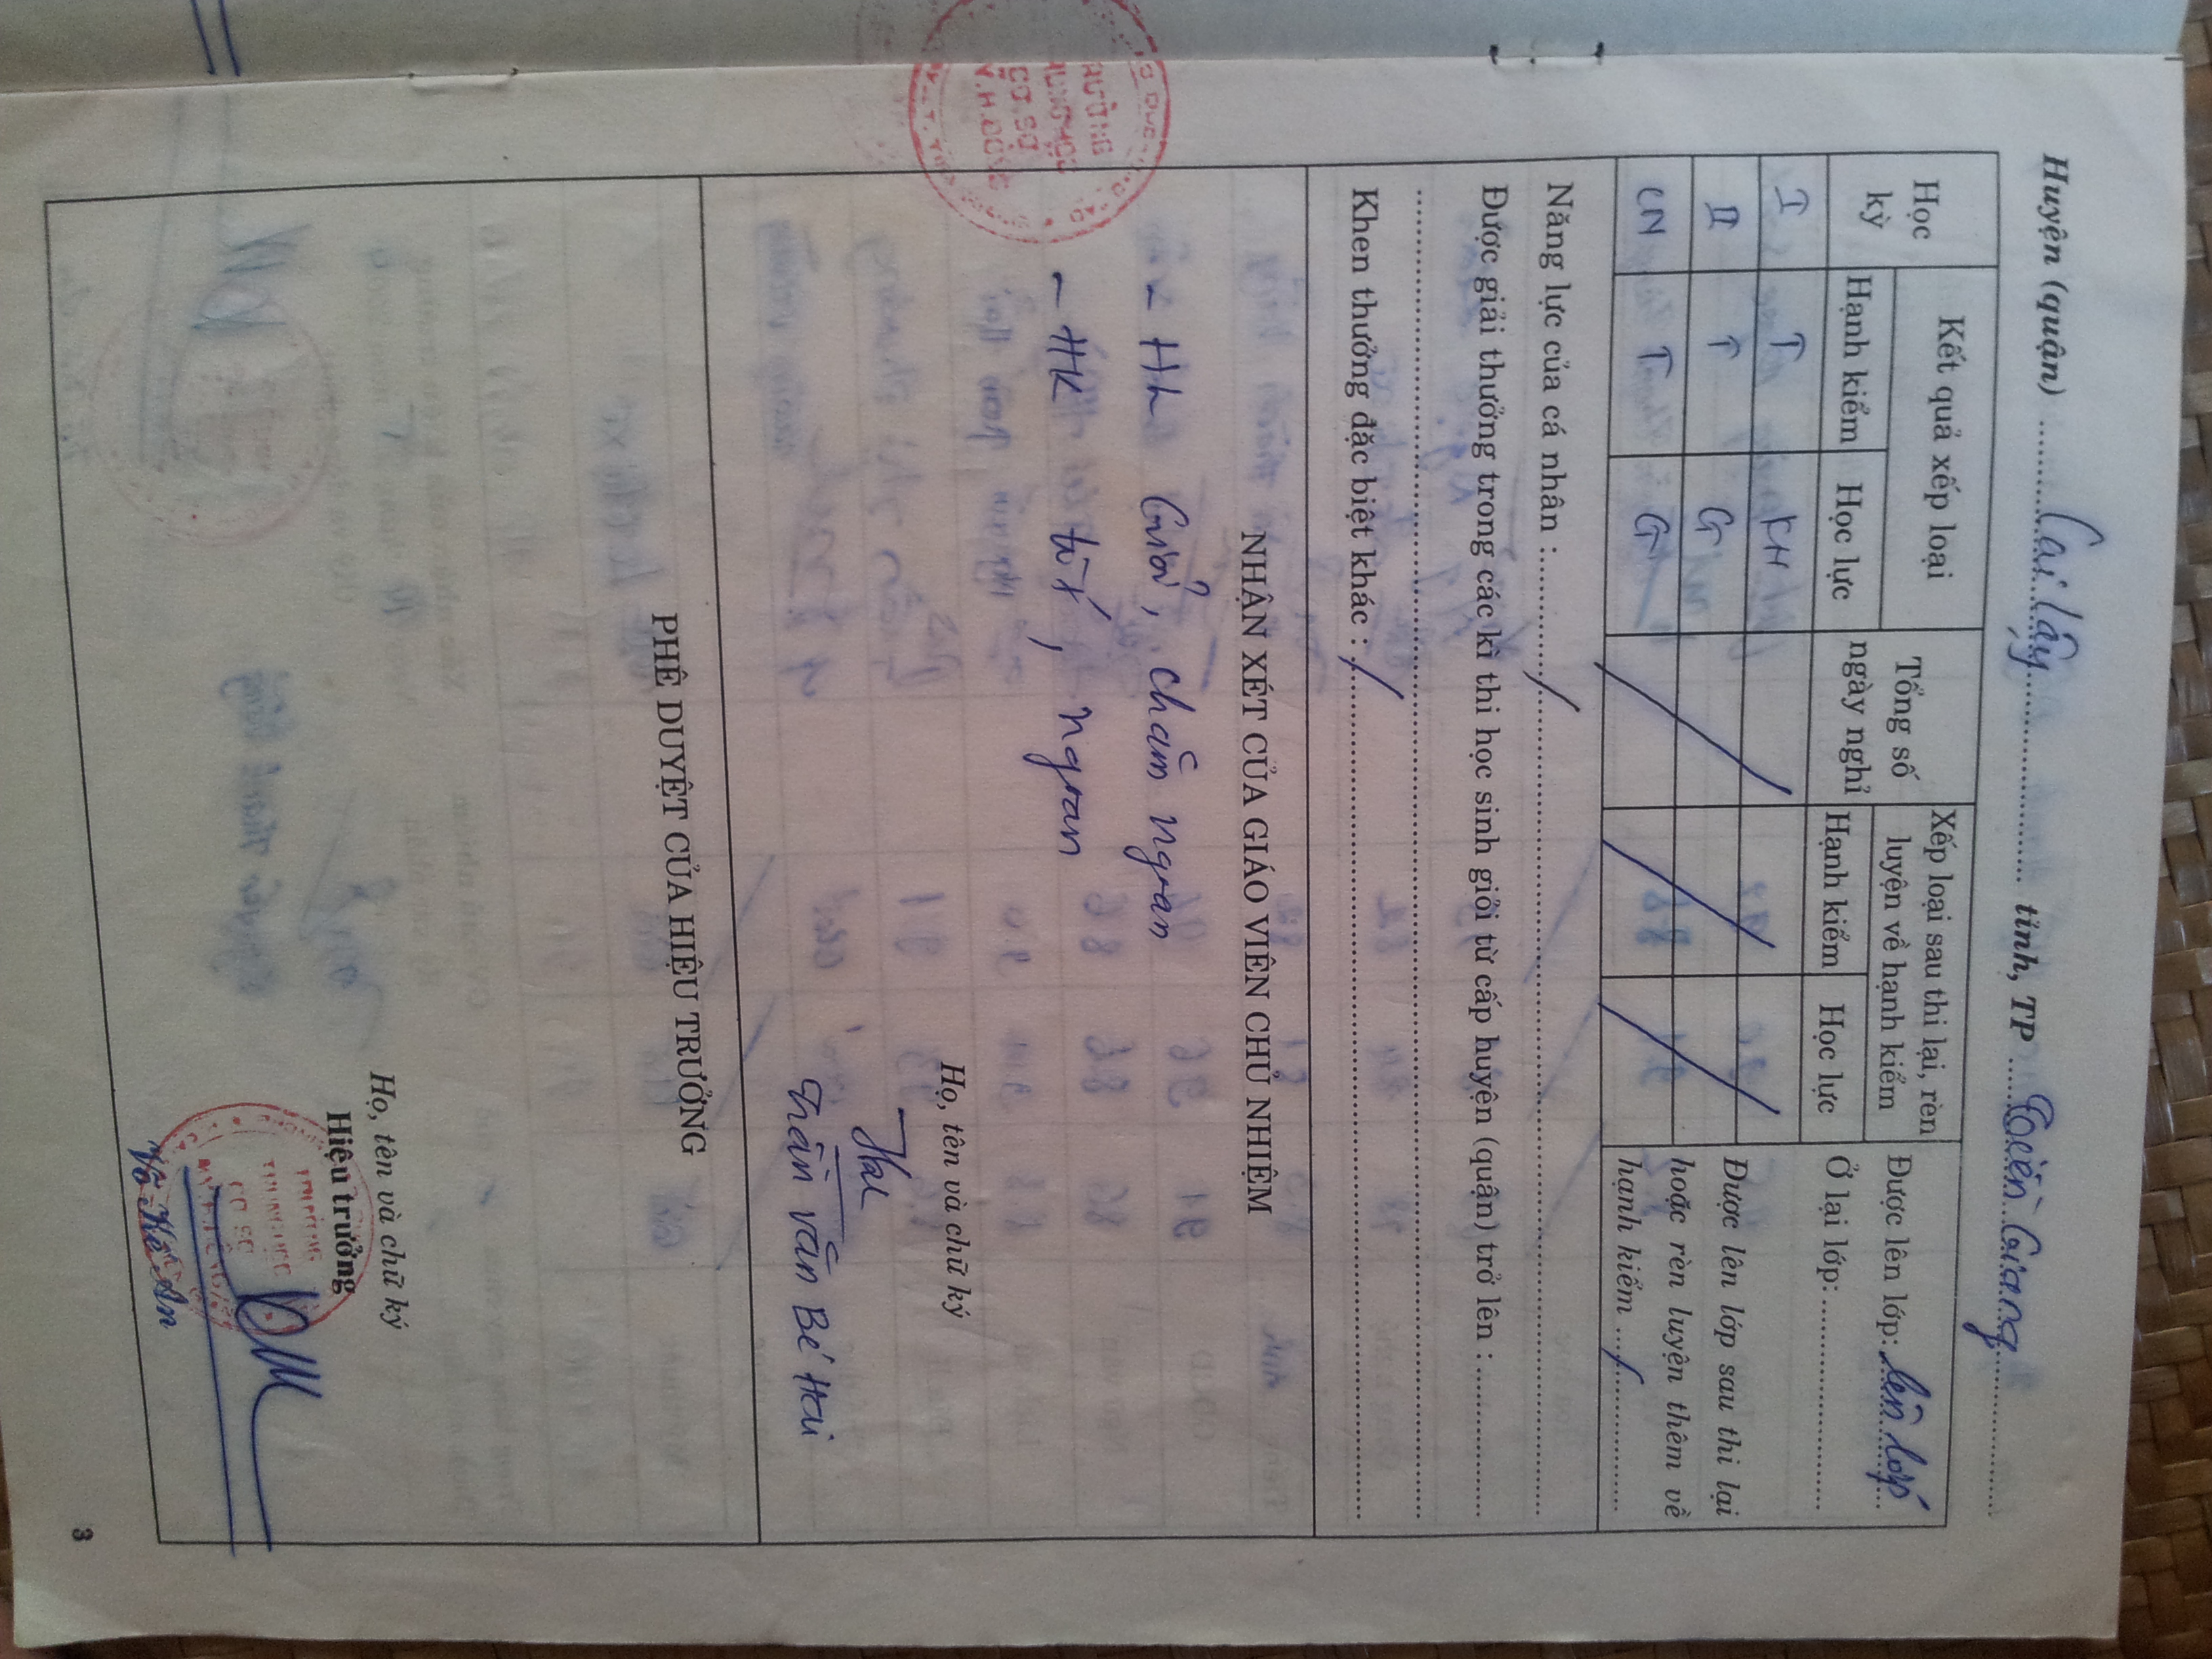 Huyện (quận) Cai Lậy tỉnh, TP Tiền Giang
Học kỳ
Kết quả xếp loại
Tổng số ngày nghỉ
Xếp loại sau thi lại, rèn luyện về hạnh kiểm
Hạnh kiểm
Học lực
Hạnh kiểm
Học lực
I T KH
II T G
CN T G
Được lên lớp: lên lớp
Ở lại lớp:
Được lên lớp sau thi lại
hoặc rèn luyện thêm về
hạnh kiểm
Năng lực của cá nhân :
Được giải thưởng trong các kì thi học sinh giỏi từ cấp huyện (quận) trở lên :
Khen thưởng đặc biệt khác :
NHẬN XÉT CỦA GIÁO VIÊN CHỦ NHIỆM
- HL Giỏi, chăm ngoan
- HK tốt, ngoan
Họ, tên và chữ ký
Trần Văn Bé Hai
PHÊ DUYỆT CỦA HIỆU TRƯỞNG
Họ, tên và chữ ký
Hiệu trưởng
TRƯỜNG
TRUNG HỌC
CƠ SỞ
3